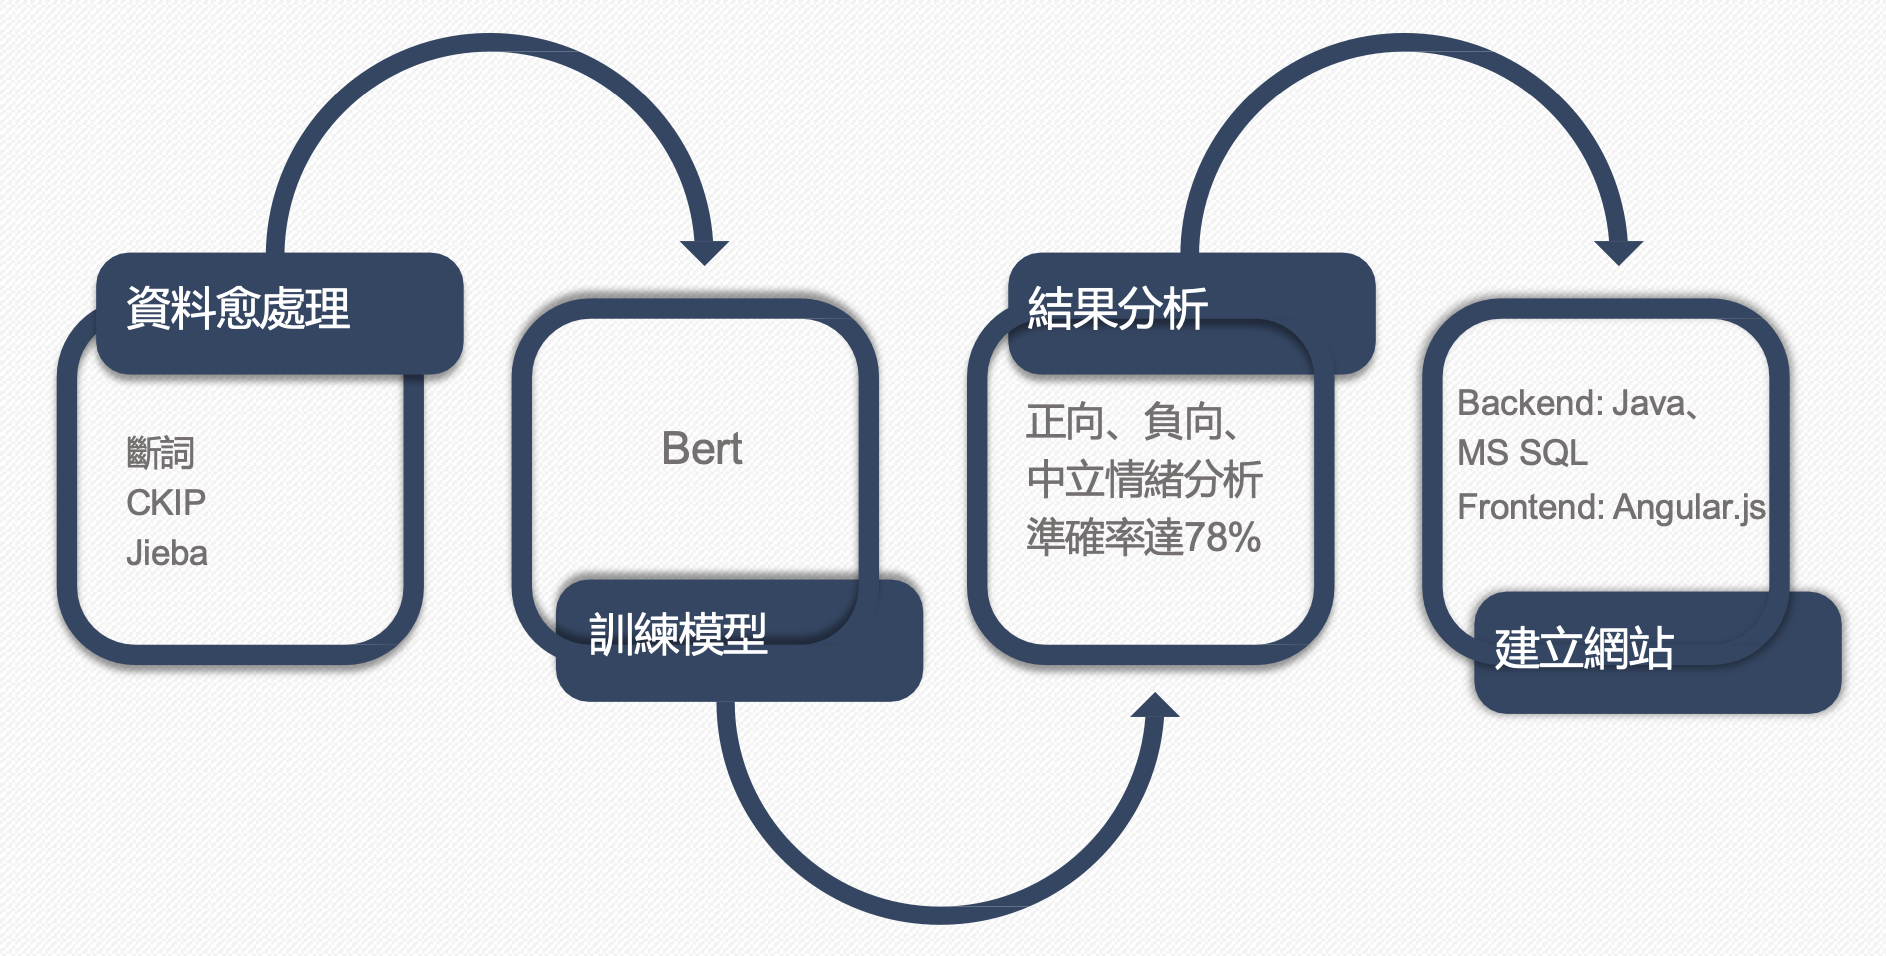 資料愈處理
斷詞
CKIP
Jieba
Bert
訓練模型
結果分析
正向、負向、
中立情緒分析
準確率達78%
Backend: Java、
MS SQL
Frontend: Angular.js
建立網站